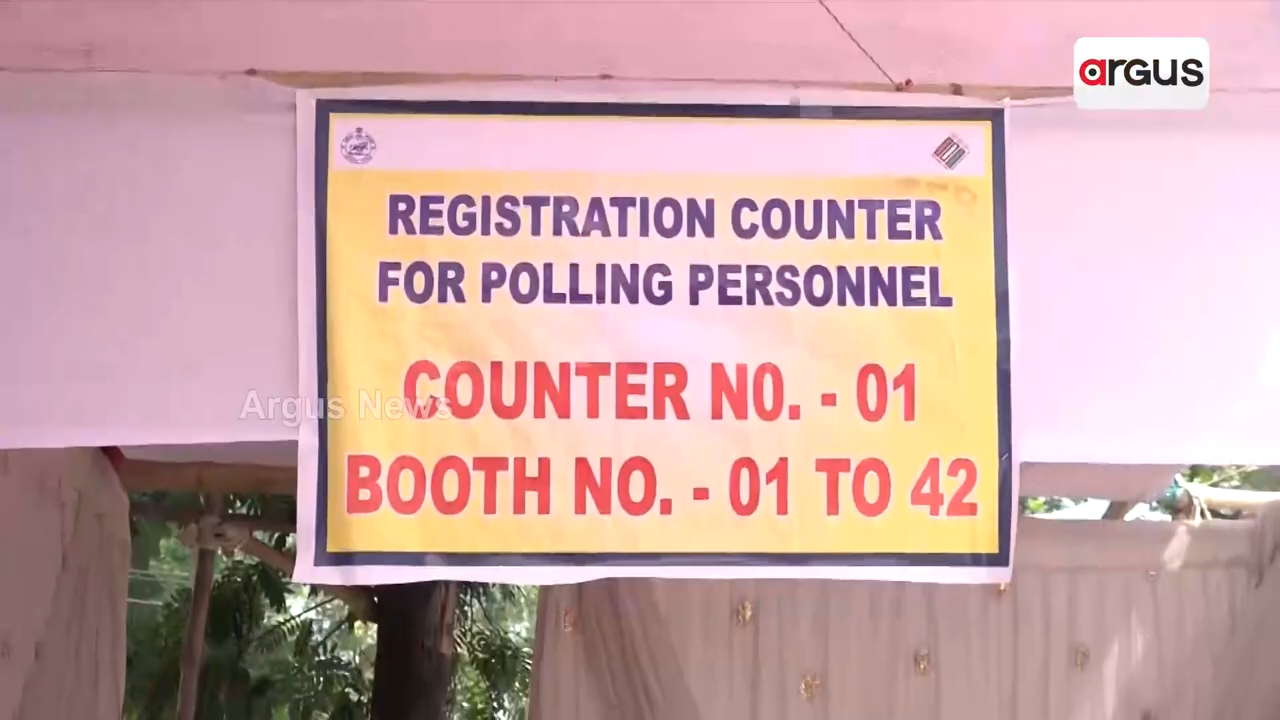 argus
REGISTRATION COUNTER
FOR POLLING PERSONNEL
COUNTER NO. - 01
Argus News
BOOTH NO. - 01 TO 42